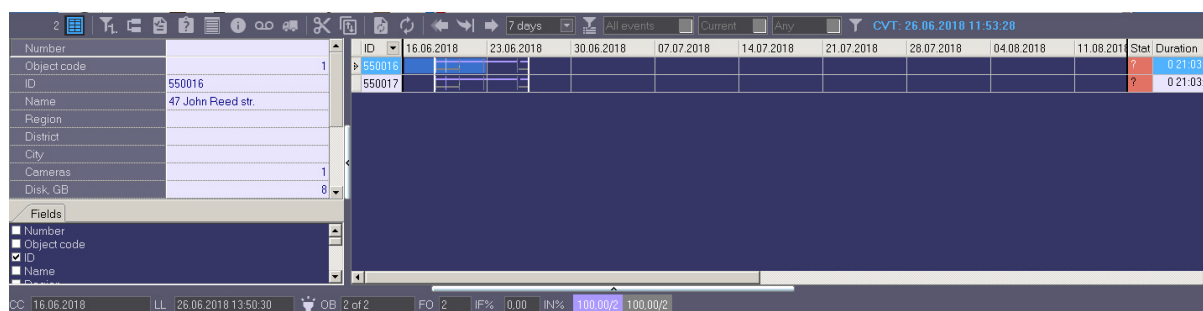 2 7 days All events Current Any CVT: 26.06.2018 11:53:28
Number
Object code 1
ID 550016
Name 47 John Reed str.
Region
District
City
Cameras 1
Disk, GB 8
Fields
Number
Object code
ID
Name
ID 16.06.2018 23.06.2018 30.06.2018 07.07.2018 14.07.2018 21.07.2018 28.07.2018 04.08.2018 11.08.201 Stat Duration
550016 ? 0 21:03
550017 ? 0 21:03:
CC 16.06.2018 LL 26.06.2018 13:50:30 OB 2 of 2 FO 2 IF% 0,00 IN% 100,00/2 100,00/2